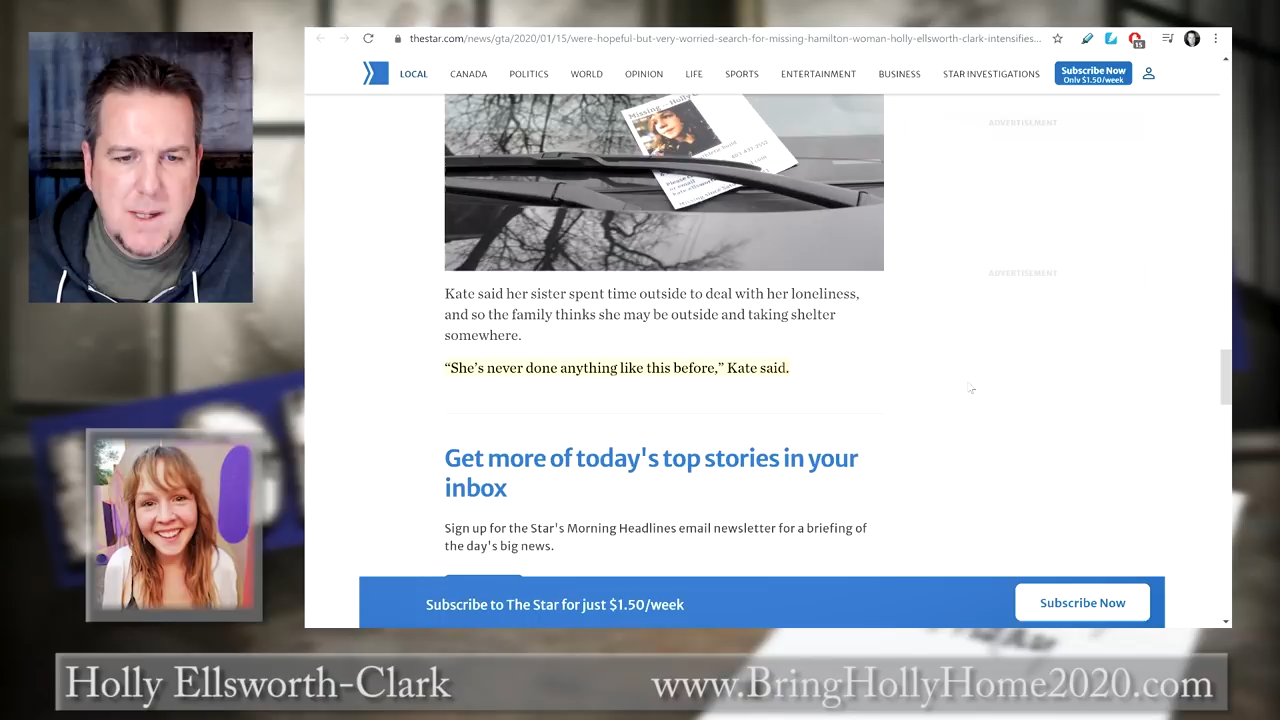 thestar.com/news/gta/2020/01/15/were-hopeful-but-very-worried-search-for-missing-hamilton-woman-holly-ellsworth-clark-intensifies...
15
LOCAL CANADA POLITICS WORLD OPINION LIFE SPORTS ENTERTAINMENT BUSINESS STAR INVESTIGATIONS
Subscribe Now
Only $1.50/week
ADVERTISEMENT
Missing
Holly
803-437-2552
ADVERTISEMENT
Kate said her sister spent time outside to deal with her loneliness,
and so the family thinks she may be outside and taking shelter
somewhere.
“She’s never done anything like this before,” Kate said.
Get more of today's top stories in your
inbox
Sign up for the Star's Morning Headlines email newsletter for a briefing of
the day's big news.
Subscribe to The Star for just $1.50/week
Subscribe Now
Holly Ellsworth-Clark
www.BringHollyHome2020.com